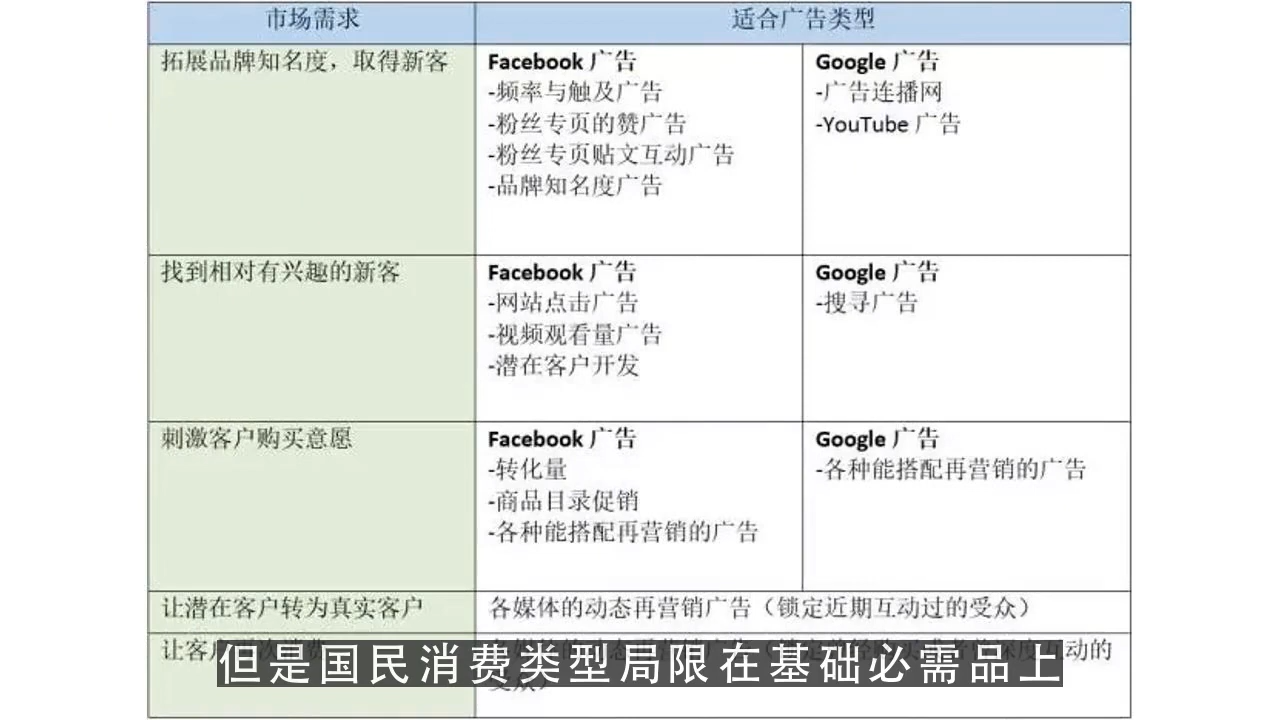 市场需求
适合广告类型
拓展品牌知名度，取得新客
Facebook 广告
-频率与触及广告
-粉丝专页的赞广告
-粉丝专页贴文互动广告
-品牌知名度广告
Google 广告
-广告连播网
-YouTube 广告
找到相对有兴趣的新客
Facebook 广告
-网站点击广告
-视频观看量广告
-潜在客户开发
Google 广告
-搜寻广告
刺激客户购买意愿
Facebook 广告
-转化量
-商品目录促销
-各种能搭配再营销的广告
Google 广告
-各种能搭配再营销的广告
让潜在客户转为真实客户
各媒体的动态再营销广告（锁定近期互动过的受众）
让客
互动的
但是国民消费类型局限在基础必需品上